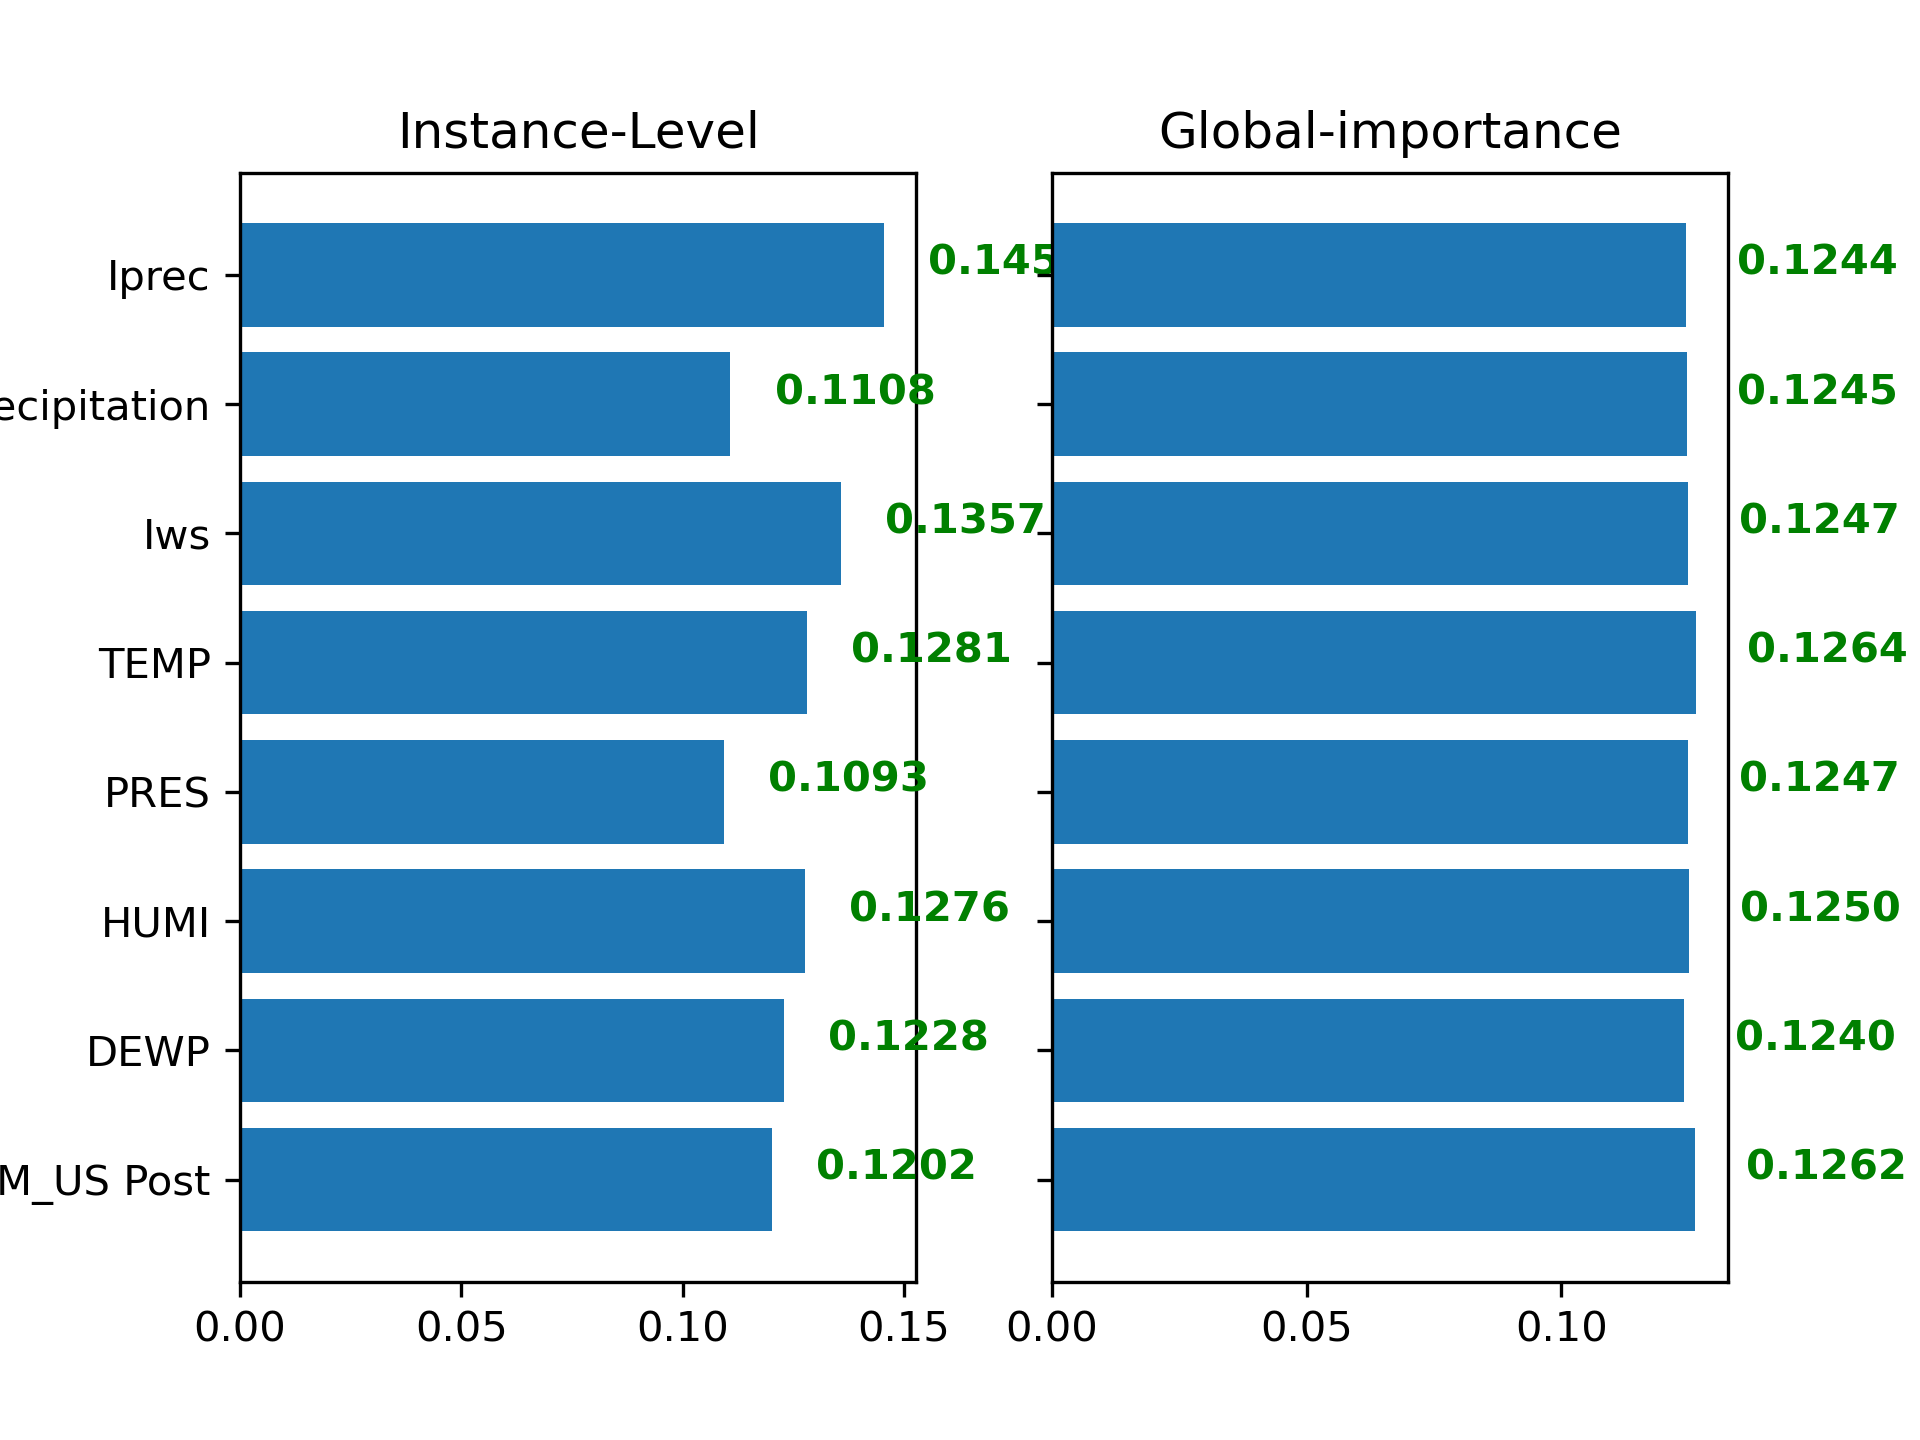 Instance-Level Global-importance
Iprec 0.145 0.1244
ecipitation 0.1108 0.1245
Iws 0.1357 0.1247
TEMP 0.1281 0.1264
PRES 0.1093 0.1247
HUMI 0.1276 0.1250
DEWP 0.1228 0.1240
M_US Post 0.1202 0.1262
0.00 0.05 0.10 0.15 0.00 0.05 0.10